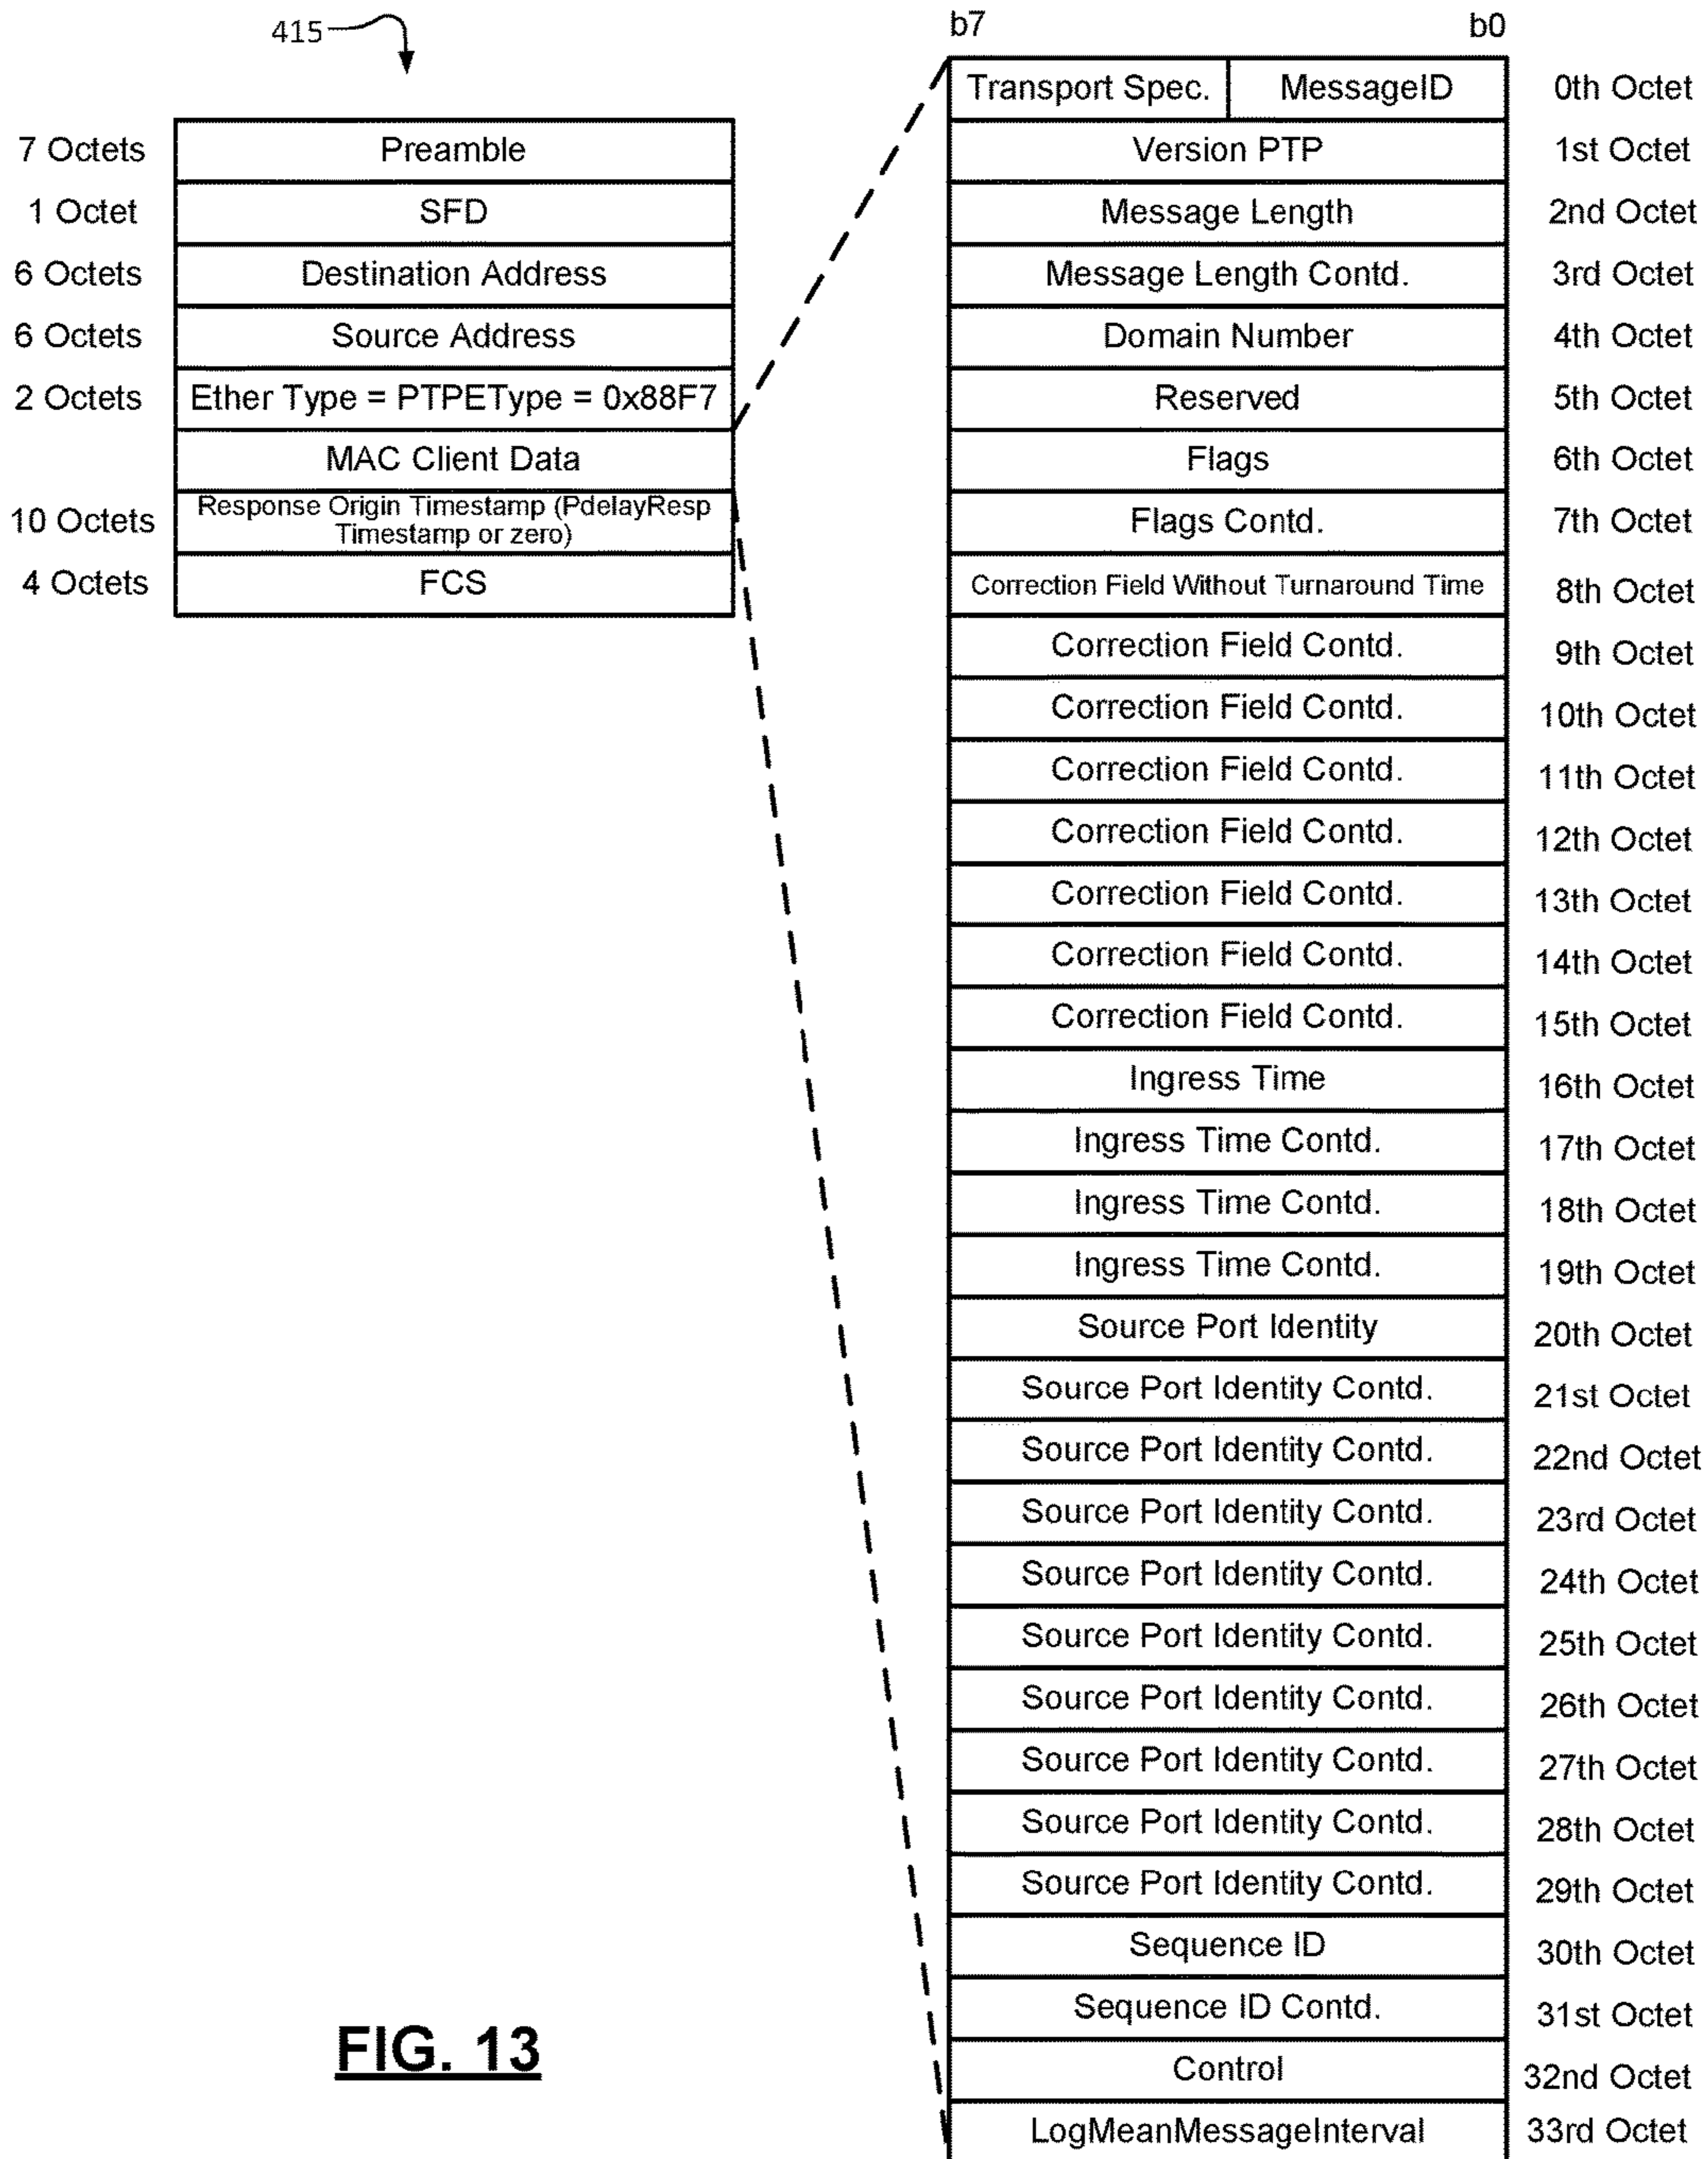 415
7 Octets Preamble
1 Octet SFD
6 Octets Destination Address
6 Octets Source Address
2 Octets Ether Type = PTPEType = 0x88F7
MAC Client Data
10 Octets Response Origin Timestamp (PdelayResp
Timestamp or zero)
4 Octets FCS
b7 b0
Transport Spec. MessageID 0th Octet
Version PTP 1st Octet
Message Length 2nd Octet
Message Length Contd. 3rd Octet
Domain Number 4th Octet
Reserved 5th Octet
Flags 6th Octet
Flags Contd. 7th Octet
Correction Field Without Turnaround Time 8th Octet
Correction Field Contd. 9th Octet
Correction Field Contd. 10th Octet
Correction Field Contd. 11th Octet
Correction Field Contd. 12th Octet
Correction Field Contd. 13th Octet
Correction Field Contd. 14th Octet
Correction Field Contd. 15th Octet
Ingress Time 16th Octet
Ingress Time Contd. 17th Octet
Ingress Time Contd. 18th Octet
Ingress Time Contd. 19th Octet
Source Port Identity 20th Octet
Source Port Identity Contd. 21st Octet
Source Port Identity Contd. 22nd Octet
Source Port Identity Contd. 23rd Octet
Source Port Identity Contd. 24th Octet
Source Port Identity Contd. 25th Octet
Source Port Identity Contd. 26th Octet
Source Port Identity Contd. 27th Octet
Source Port Identity Contd. 28th Octet
Source Port Identity Contd. 29th Octet
Sequence ID 30th Octet
Sequence ID Contd. 31st Octet
Control 32nd Octet
LogMeanMessageInterval 33rd Octet
FIG. 13